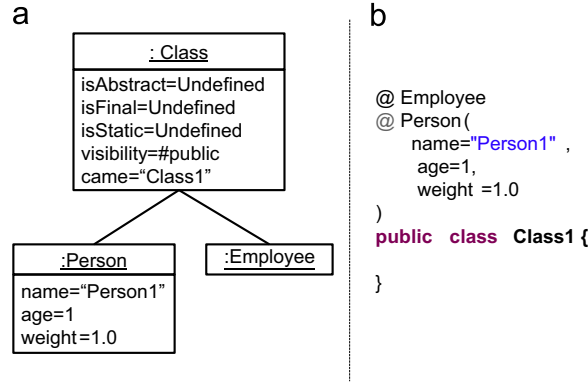 a
: Class
isAbstract=Undefined
isFinal=Undefined
isStatic=Undefined
visibility=#public
came=“Class1”
:Person
name=“Person1”
age=1
weight=1.0
:Employee
b
@ Employee
@ Person(
name="Person1" ,
age=1,
weight =1.0
)
public class Class1 {
}